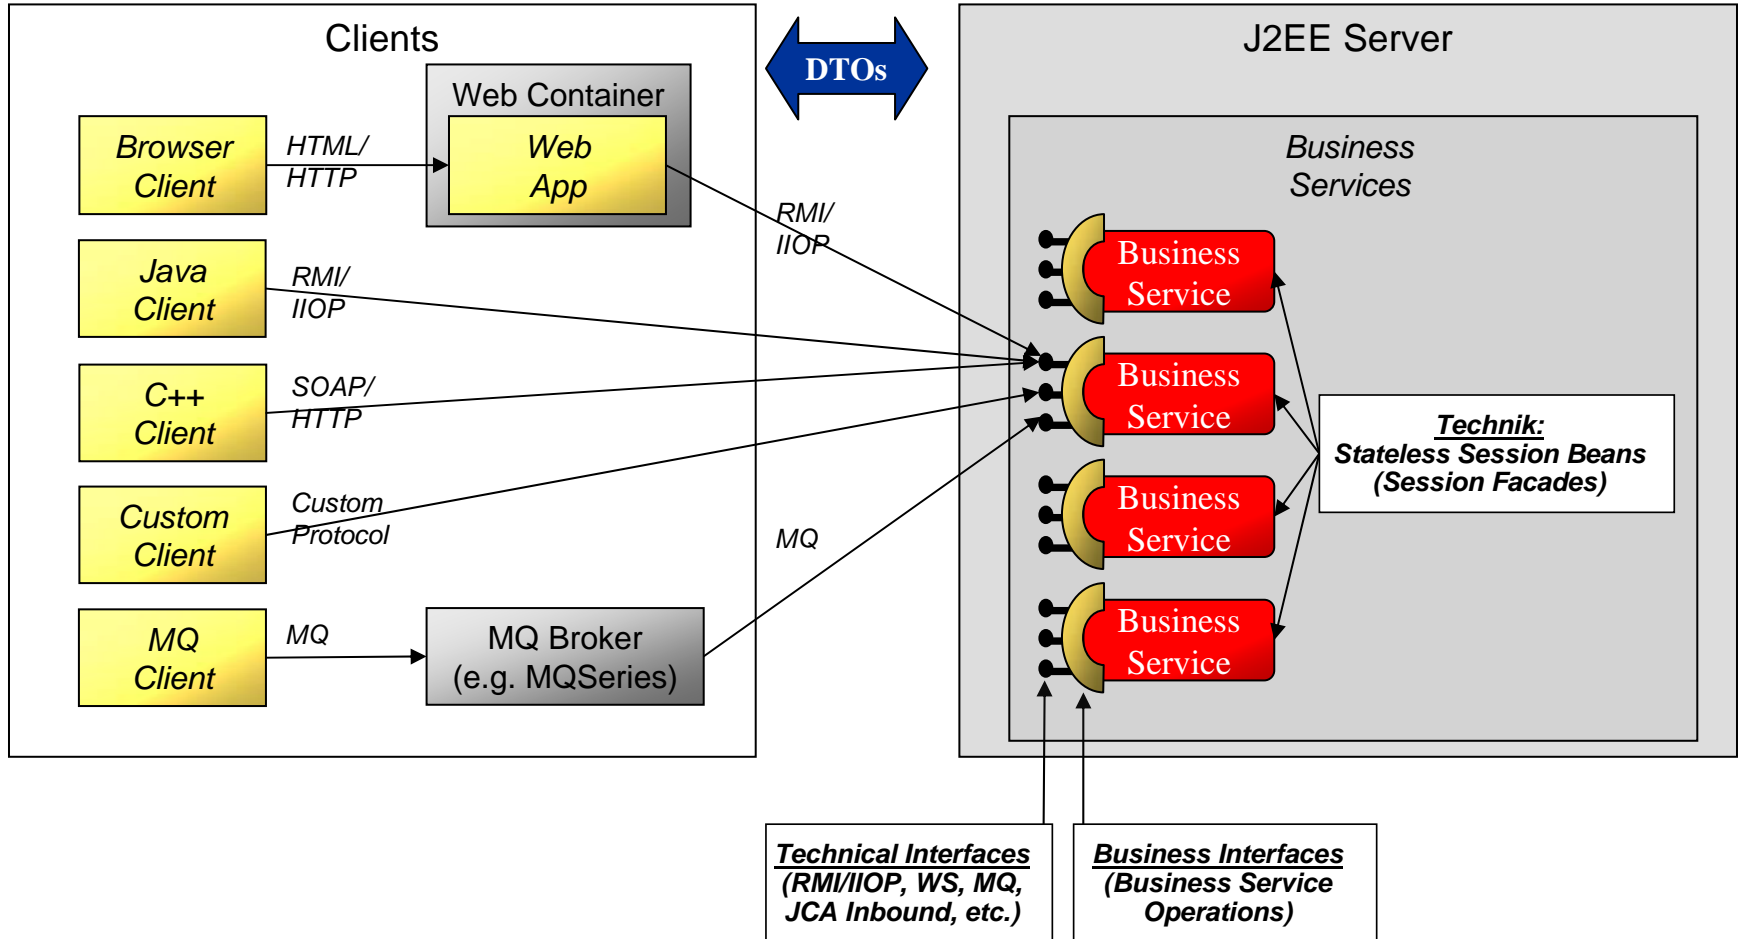 Clients
DTOs
J2EE Server
Web Container
Browser
Client
HTML/
HTTP
Web
App
RMI/
IIOP
Java
Client
RMI/
IIOP
C++
Client
SOAP/
HTTP
Custom
Client
Custom
Protocol
MQ
MQ
Client
MQ
MQ Broker
(e.g. MQSeries)
Business
Services
Business
Service
Business
Service
Business
Service
Business
Service
Technik:
Stateless Session Beans
(Session Facades)
Technical Interfaces
(RMI/IIOP, WS, MQ,
JCA Inbound, etc.)
Business Interfaces
(Business Service
Operations)